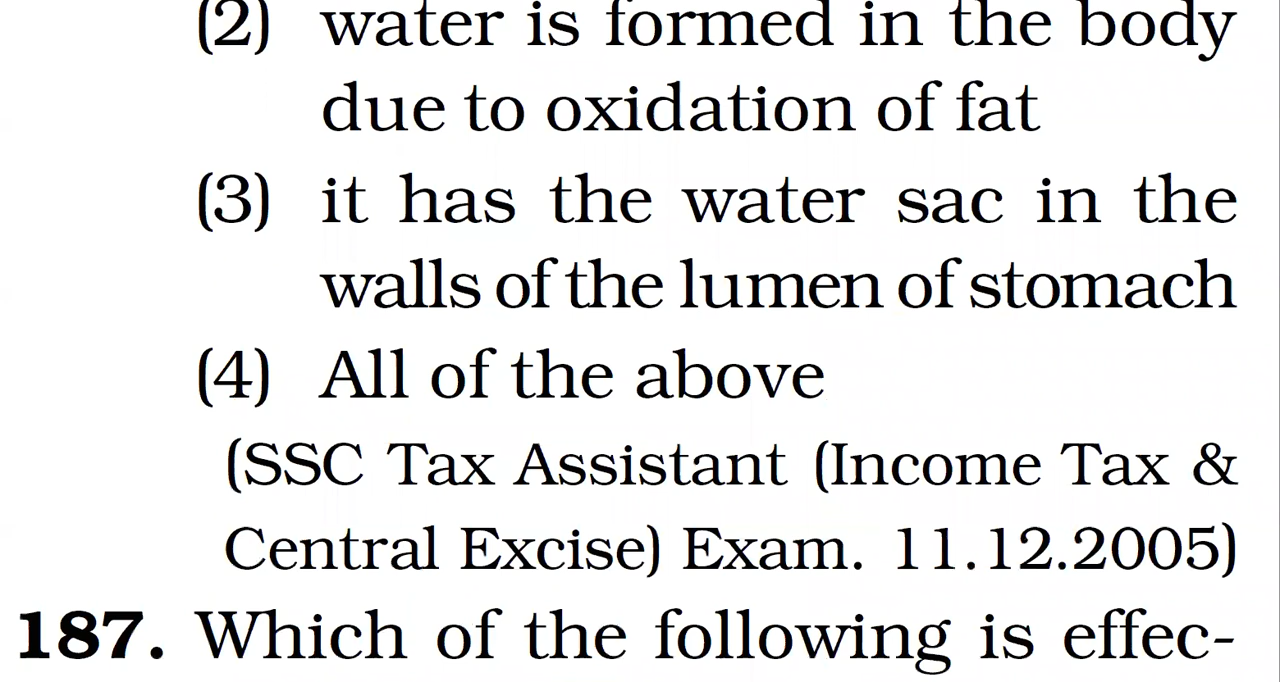 (2) water is formed in the body
due to oxidation of fat
(3) it has the water sac in the
walls of the lumen of stomach
(4) All of the above
(SSC Tax Assistant (Income Tax &
Central Excise) Exam. 11.12.2005)
187. Which of the following is effec-